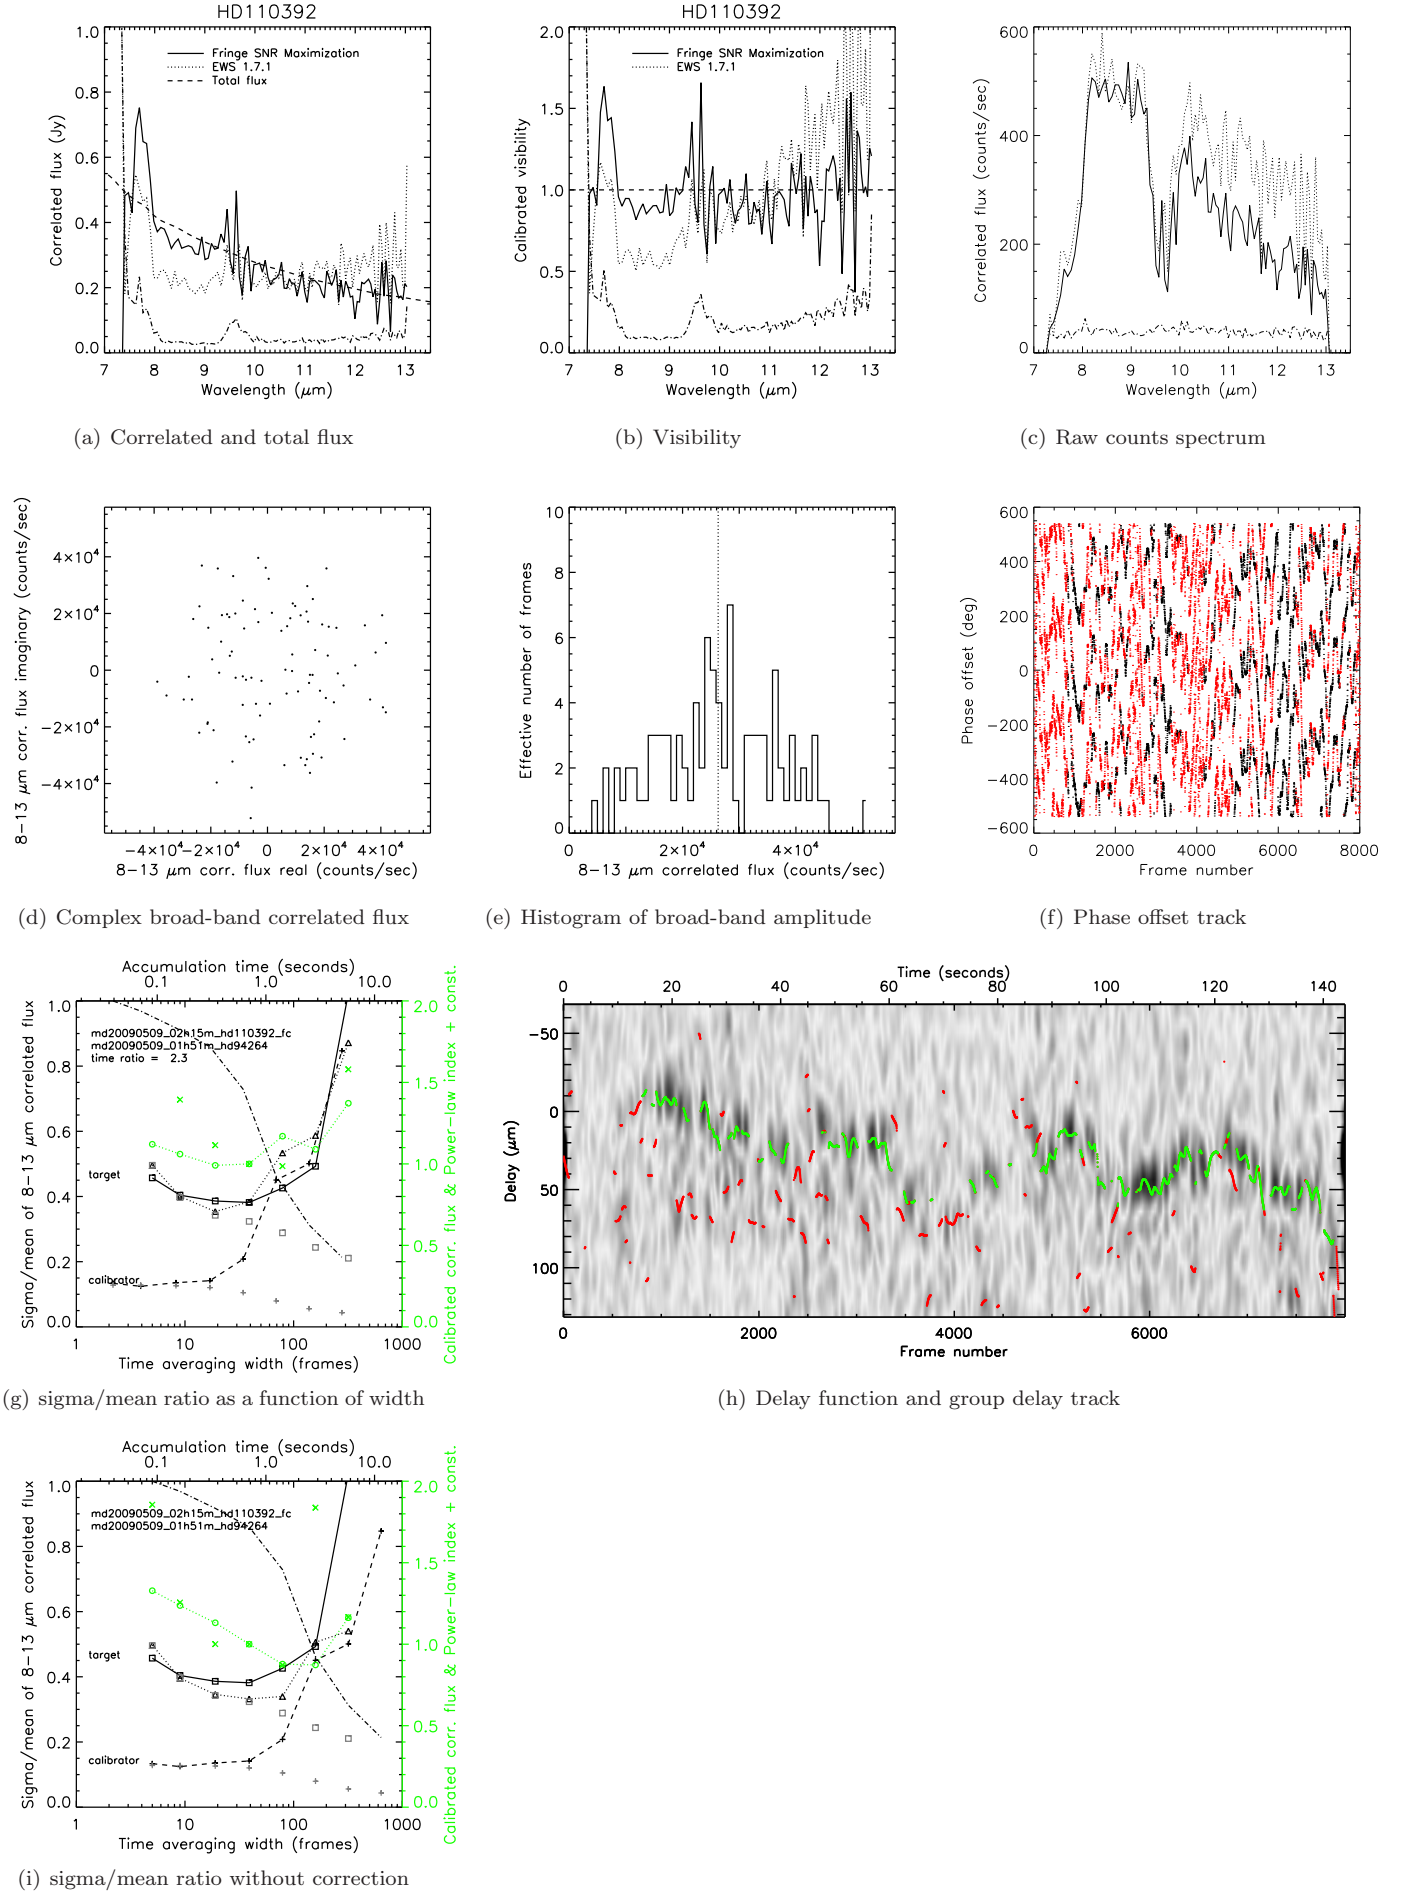 HD110392
1.0
0.8
0.6
0.4
0.2
0.0
Correlated flux (Jy)
Fringe SNR Maximization
EWS 1.7.1
Total flux
7 8 9 10 11 12 13
Wavelength (μm)
(a) Correlated and total flux
HD110392
2.0
1.5
1.0
0.5
0.0
Calibrated visibility
Fringe SNR Maximization
EWS 1.7.1
7 8 9 10 11 12 13
Wavelength (μm)
(b) Visibility
600
400
200
0
Correlated flux (counts/sec)
7 8 9 10 11 12 13
Wavelength (μm)
(c) Raw counts spectrum
8−13 μm corr. flux imaginary (counts/sec)
4×10⁴
2×10⁴
0
−2×10⁴
−4×10⁴
−4×10⁴−2×10⁴ 0 2×10⁴ 4×10⁴
8−13 μm corr. flux real (counts/sec)
(d) Complex broad-band correlated flux
Effective number of frames
10
8
6
4
2
0
0 2×10⁴ 4×10⁴
8−13 μm correlated flux (counts/sec)
(e) Histogram of broad-band amplitude
Phase offset (deg)
600
400
200
0
−200
−400
−600
0 2000 4000 6000 8000
Frame number
(f) Phase offset track
Accumulation time (seconds)
0.1 1.0 10.0
Sigma/mean of 8−13 μm correlated flux
1.0
0.8
0.6
0.4
0.2
0.0
md20090509_02h15m_hd110392_fc
md20090509_01h51m_hd94264
time ratio = 2.3
target
calibrator
2.0
1.5
1.0
0.5
0.0
Calibrated corr. flux & Power−law index + const.
1 10 100 1000
Time averaging width (frames)
(g) sigma/mean ratio as a function of width
Time (seconds)
0 20 40 60 80 100 120 140
Delay (μm)
−50
0
50
100
0 2000 4000 6000
Frame number
(h) Delay function and group delay track
Accumulation time (seconds)
0.1 1.0 10.0
Sigma/mean of 8−13 μm correlated flux
1.0
0.8
0.6
0.4
0.2
0.0
md20090509_02h15m_hd110392_fc
md20090509_01h51m_hd94264
target
calibrator
2.0
1.5
1.0
0.5
0.0
Calibrated corr. flux & Power−law index + const.
1 10 100 1000
Time averaging width (frames)
(i) sigma/mean ratio without correction